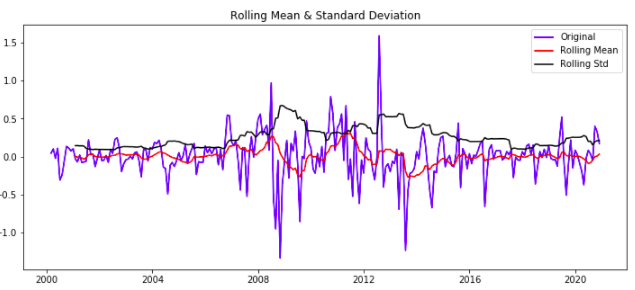 Rolling Mean & Standard Deviation
Original
Rolling Mean
Rolling Std
1.5
1.0
0.5
0.0
-0.5
-1.0
2000 2004 2008 2012 2016 2020